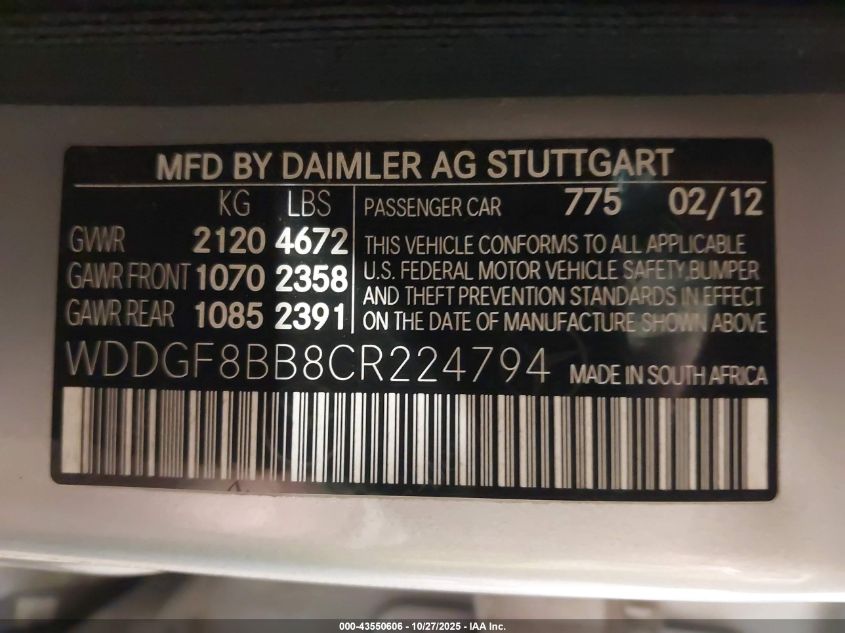 MFD BY DAIMLER AG STUTTGART
KG LBS
GVWR 2120 4672
GAWR FRONT 1070 2358
GAWR REAR 1085 2391
PASSENGER CAR 775 02/12
THIS VEHICLE CONFORMS TO ALL APPLICABLE
U.S. FEDERAL MOTOR VEHICLE SAFETY,BUMPER
AND THEFT PREVENTION STANDARDS IN EFFECT
ON THE DATE OF MANUFACTURE SHOWN ABOVE
WDDGF8BB8CR224794 MADE IN SOUTH AFRICA
000-43550606 - 10/27/2025 - IAA Inc.